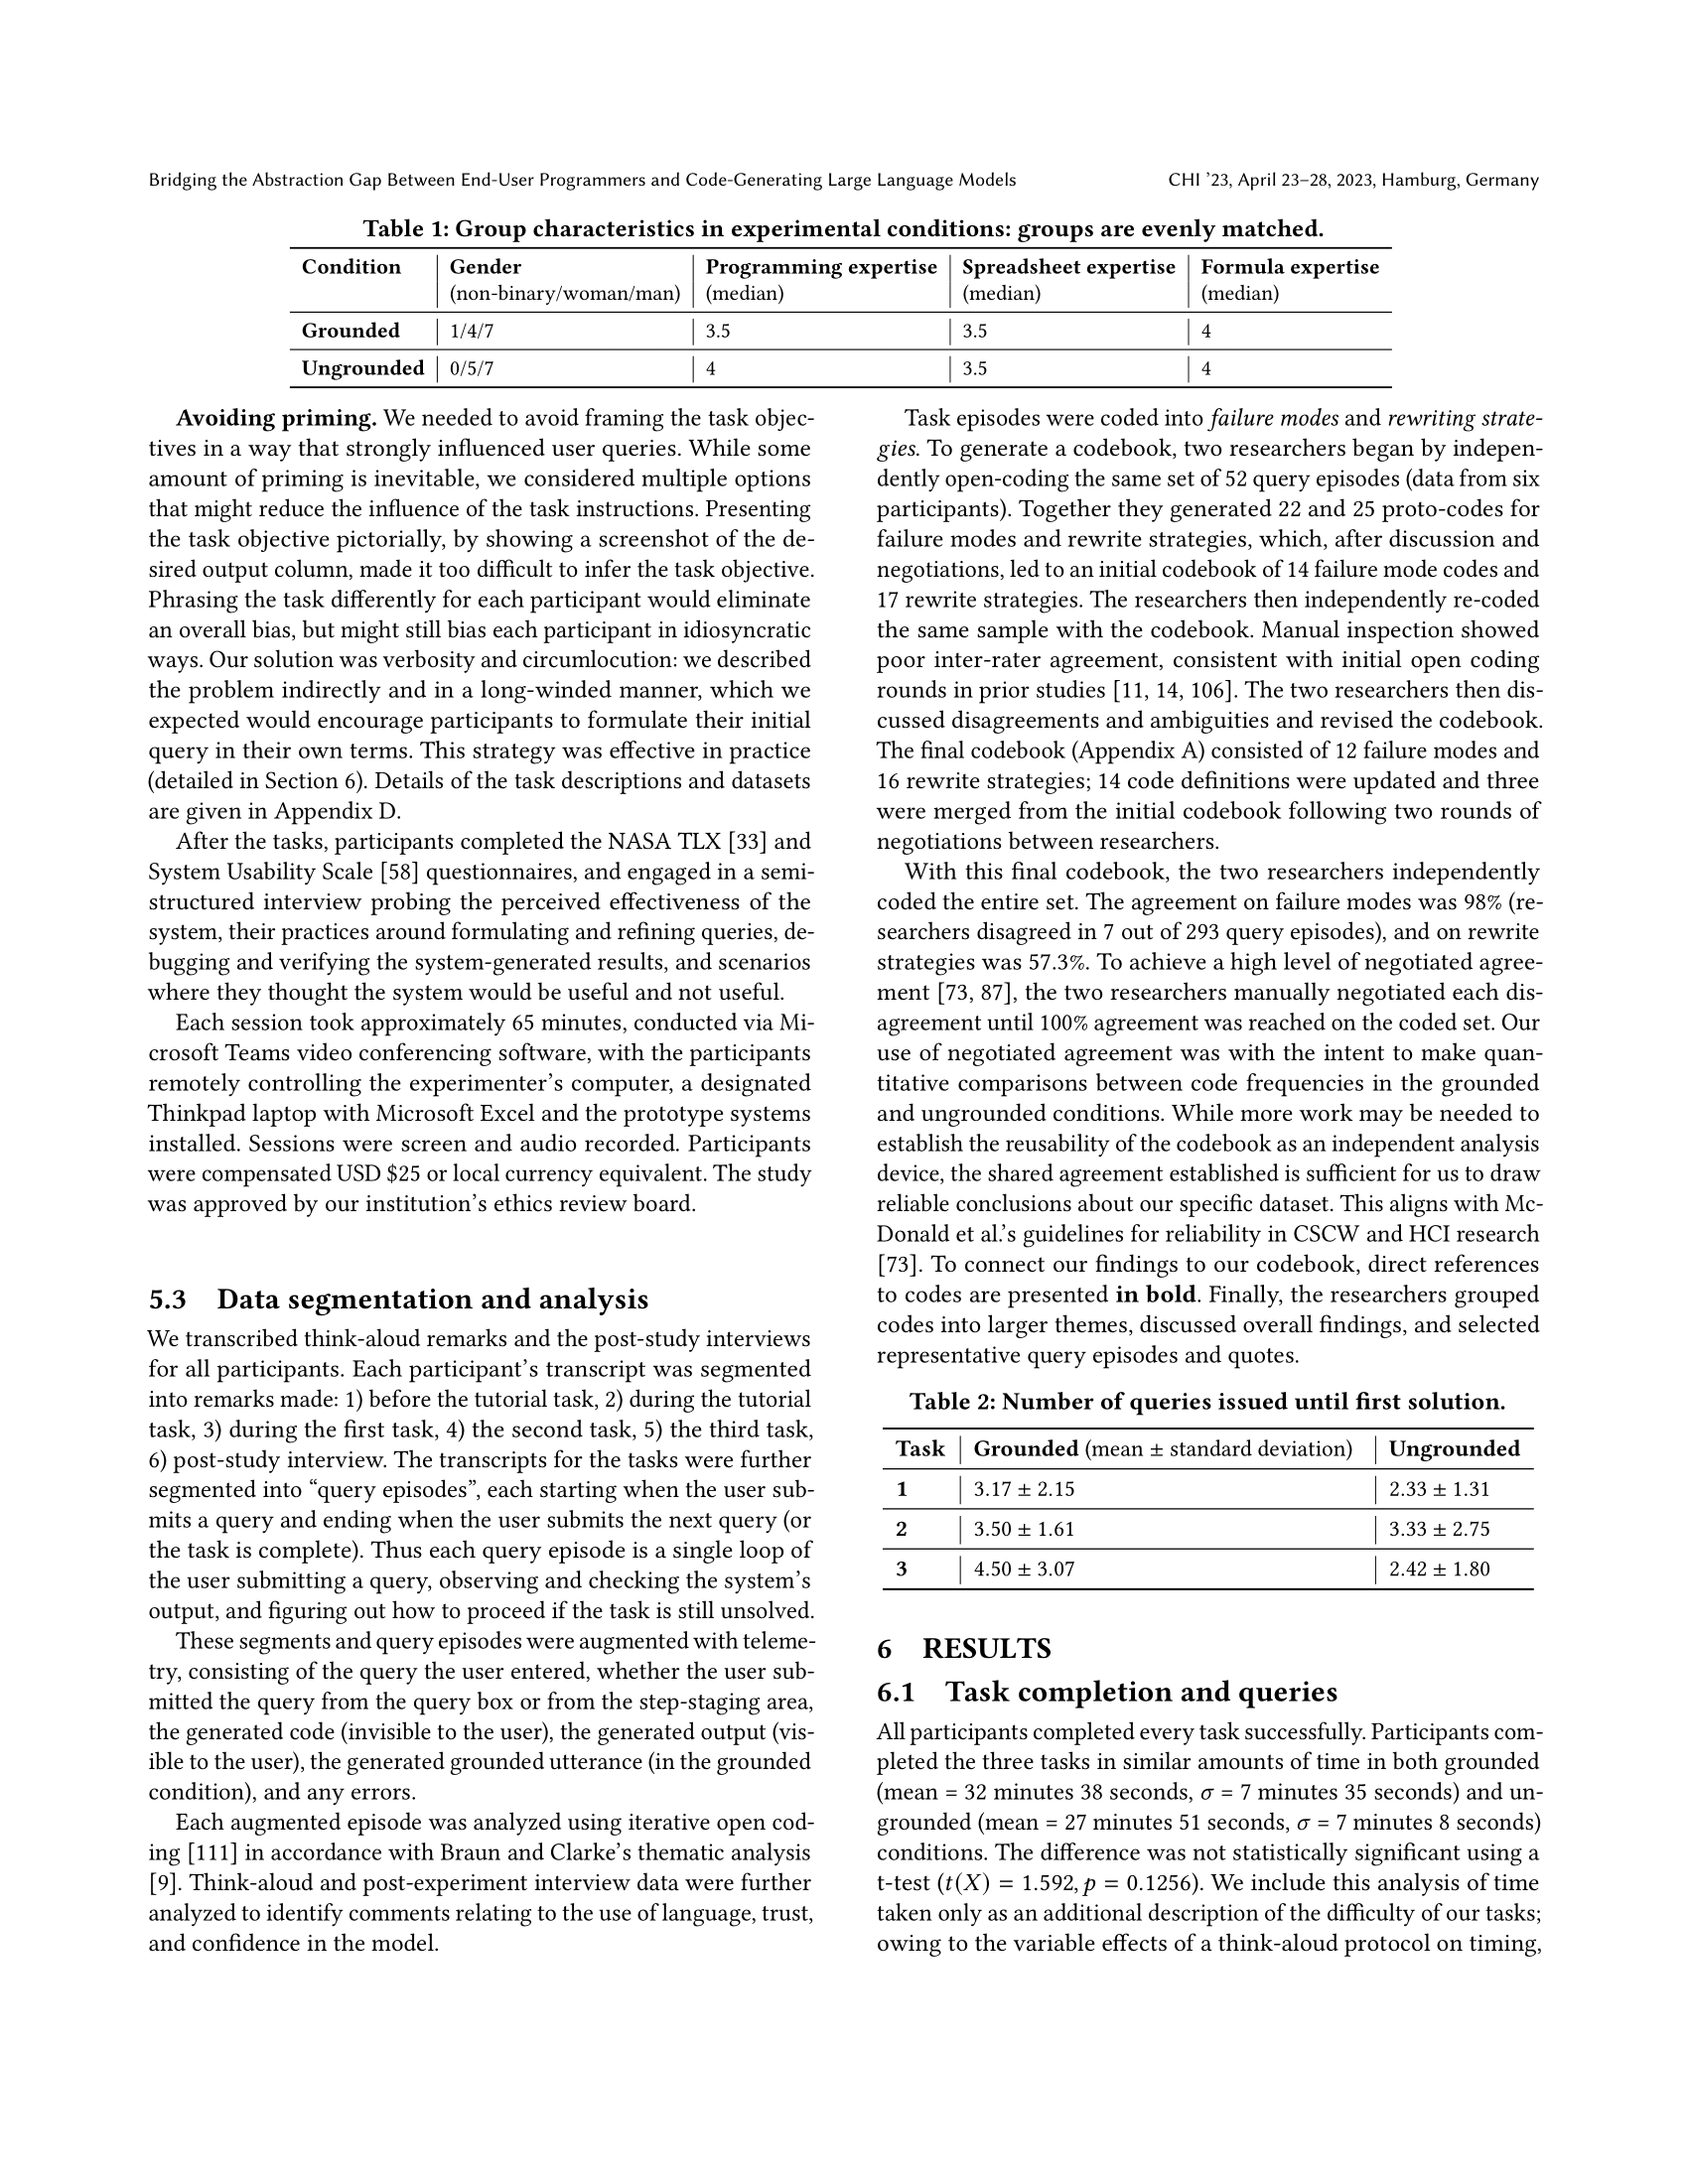 Bridging the Abstraction Gap Between End-User Programmers and Code-Generating Large Language Models
CHI ’23, April 23–28, 2023, Hamburg, Germany
Table 1: Group characteristics in experimental conditions: groups are evenly matched.
Condition | Gender (non-binary/woman/man) | Programming expertise (median) | Spreadsheet expertise (median) | Formula expertise (median)
Grounded | 1/4/7 | 3.5 | 3.5 | 4
Ungrounded | 0/5/7 | 4 | 3.5 | 4
Avoiding priming. We needed to avoid framing the task objec-
tives in a way that strongly influenced user queries. While some
amount of priming is inevitable, we considered multiple options
that might reduce the influence of the task instructions. Presenting
the task objective pictorially, by showing a screenshot of the de-
sired output column, made it too difficult to infer the task objective.
Phrasing the task differently for each participant would eliminate
an overall bias, but might still bias each participant in idiosyncratic
ways. Our solution was verbosity and circumlocution: we described
the problem indirectly and in a long-winded manner, which we
expected would encourage participants to formulate their initial
query in their own terms. This strategy was effective in practice
(detailed in Section 6). Details of the task descriptions and datasets
are given in Appendix D.
After the tasks, participants completed the NASA TLX [33] and
System Usability Scale [58] questionnaires, and engaged in a semi-
structured interview probing the perceived effectiveness of the
system, their practices around formulating and refining queries, de-
bugging and verifying the system-generated results, and scenarios
where they thought the system would be useful and not useful.
Each session took approximately 65 minutes, conducted via Mi-
crosoft Teams video conferencing software, with the participants
remotely controlling the experimenter’s computer, a designated
Thinkpad laptop with Microsoft Excel and the prototype systems
installed. Sessions were screen and audio recorded. Participants
were compensated USD $25 or local currency equivalent. The study
was approved by our institution’s ethics review board.
5.3 Data segmentation and analysis
We transcribed think-aloud remarks and the post-study interviews
for all participants. Each participant’s transcript was segmented
into remarks made: 1) before the tutorial task, 2) during the tutorial
task, 3) during the first task, 4) the second task, 5) the third task,
6) post-study interview. The transcripts for the tasks were further
segmented into “query episodes”, each starting when the user sub-
mits a query and ending when the user submits the next query (or
the task is complete). Thus each query episode is a single loop of
the user submitting a query, observing and checking the system’s
output, and figuring out how to proceed if the task is still unsolved.
These segments and query episodes were augmented with teleme-
try, consisting of the query the user entered, whether the user sub-
mitted the query from the query box or from the step-staging area,
the generated code (invisible to the user), the generated output (vis-
ible to the user), the generated grounded utterance (in the grounded
condition), and any errors.
Each augmented episode was analyzed using iterative open cod-
ing [111] in accordance with Braun and Clarke’s thematic analysis
[9]. Think-aloud and post-experiment interview data were further
analyzed to identify comments relating to the use of language, trust,
and confidence in the model.
Task episodes were coded into failure modes and rewriting strate-
gies. To generate a codebook, two researchers began by indepen-
dently open-coding the same set of 52 query episodes (data from six
participants). Together they generated 22 and 25 proto-codes for
failure modes and rewrite strategies, which, after discussion and
negotiations, led to an initial codebook of 14 failure mode codes and
17 rewrite strategies. The researchers then independently re-coded
the same sample with the codebook. Manual inspection showed
poor inter-rater agreement, consistent with initial open coding
rounds in prior studies [11, 14, 106]. The two researchers then dis-
cussed disagreements and ambiguities and revised the codebook.
The final codebook (Appendix A) consisted of 12 failure modes and
16 rewrite strategies; 14 code definitions were updated and three
were merged from the initial codebook following two rounds of
negotiations between researchers.
With this final codebook, the two researchers independently
coded the entire set. The agreement on failure modes was 98% (re-
searchers disagreed in 7 out of 293 query episodes), and on rewrite
strategies was 57.3%. To achieve a high level of negotiated agree-
ment [73, 87], the two researchers manually negotiated each dis-
agreement until 100% agreement was reached on the coded set. Our
use of negotiated agreement was with the intent to make quan-
titative comparisons between code frequencies in the grounded
and ungrounded conditions. While more work may be needed to
establish the reusability of the codebook as an independent analysis
device, the shared agreement established is sufficient for us to draw
reliable conclusions about our specific dataset. This aligns with Mc-
Donald et al.’s guidelines for reliability in CSCW and HCI research
[73]. To connect our findings to our codebook, direct references
to codes are presented in bold. Finally, the researchers grouped
codes into larger themes, discussed overall findings, and selected
representative query episodes and quotes.
Table 2: Number of queries issued until first solution.
Task | Grounded (mean ± standard deviation) | Ungrounded
1 | 3.17 ± 2.15 | 2.33 ± 1.31
2 | 3.50 ± 1.61 | 3.33 ± 2.75
3 | 4.50 ± 3.07 | 2.42 ± 1.80
6 RESULTS
6.1 Task completion and queries
All participants completed every task successfully. Participants com-
pleted the three tasks in similar amounts of time in both grounded
(mean = 32 minutes 38 seconds, σ = 7 minutes 35 seconds) and un-
grounded (mean = 27 minutes 51 seconds, σ = 7 minutes 8 seconds)
conditions. The difference was not statistically significant using a
t-test (t(X) = 1.592, p = 0.1256). We include this analysis of time
taken only as an additional description of the difficulty of our tasks;
owing to the variable effects of a think-aloud protocol on timing,